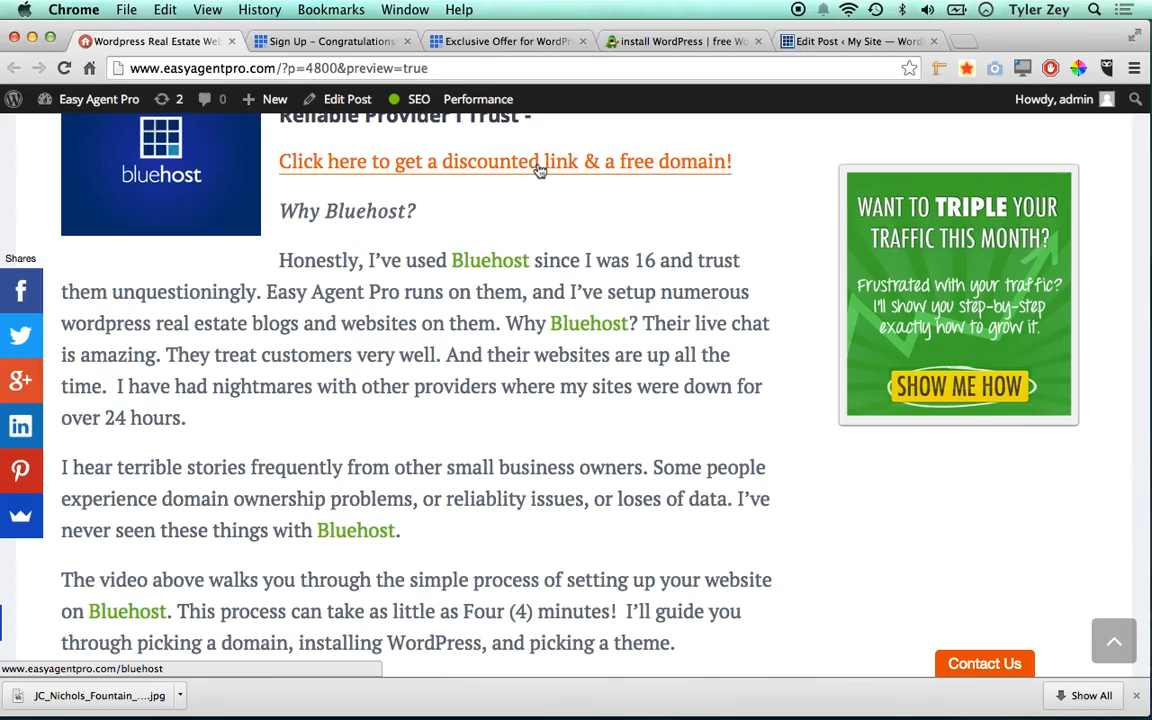 Chrome File Edit View History Bookmarks Window Help Tyler Zey
Wordpress Real Estate Web × Sign Up - Congratulations × Exclusive Offer for WordPr × install WordPress | free Wo × Edit Post ‹ My Site — Word ×
www.easyagentpro.com/?p=4800&preview=true
Easy Agent Pro 2 0 New Edit Post SEO Performance Howdy, admin
Reliable Provider I Trust -
bluehost
Click here to get a discounted link & a free domain!
Why Bluehost?
Shares
Honestly, I've used Bluehost since I was 16 and trust
them unquestioningly. Easy Agent Pro runs on them, and I've setup numerous
wordpress real estate blogs and websites on them. Why Bluehost? Their live chat
is amazing. They treat customers very well. And their websites are up all the
time. I have had nightmares with other providers where my sites were down for
over 24 hours.
I hear terrible stories frequently from other small business owners. Some people
experience domain ownership problems, or reliablity issues, or loses of data. I've
never seen these things with Bluehost.
The video above walks you through the simple process of setting up your website
on Bluehost. This process can take as little as Four (4) minutes! I'll guide you
through picking a domain, installing WordPress, and picking a theme.
WANT TO TRIPLE YOUR
TRAFFIC THIS MONTH?
Frustrated with your traffic?
I'll show you step-by-step
exactly how to grow it.
SHOW ME HOW
Contact Us
www.easyagentpro.com/bluehost
JC_Nichols_Fountain_....jpg
Show All